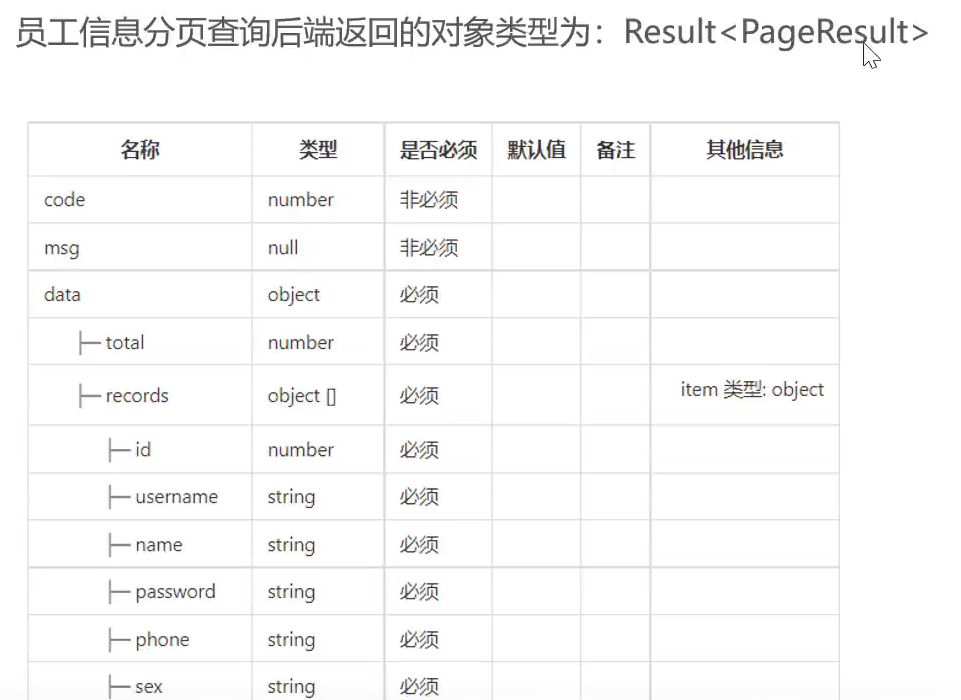 员工信息分页查询后端返回的对象类型为：Result<PageResult>
名称 类型 是否必须 默认值 备注 其他信息
code number 非必须
msg null 非必须
data object 必须
├─ total number 必须
├─ records object [] 必须 item 类型: object
├─ id number 必须
├─ username string 必须
├─ name string 必须
├─ password string 必须
├─ phone string 必须
├─ sex string 必须